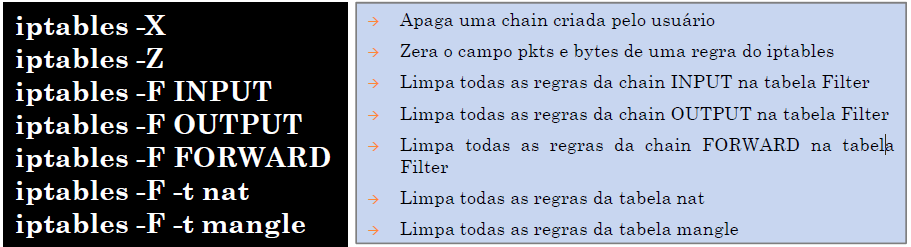 iptables -X
iptables -Z
iptables -F INPUT
iptables -F OUTPUT
iptables -F FORWARD
iptables -F -t nat
iptables -F -t mangle
→ Apaga uma chain criada pelo usuário
→ Zera o campo pkts e bytes de uma regra do iptables
→ Limpa todas as regras da chain INPUT na tabela Filter
→ Limpa todas as regras da chain OUTPUT na tabela Filter
→ Limpa todas as regras da chain FORWARD na tabela
Filter
→ Limpa todas as regras da tabela nat
→ Limpa todas as regras da tabela mangle